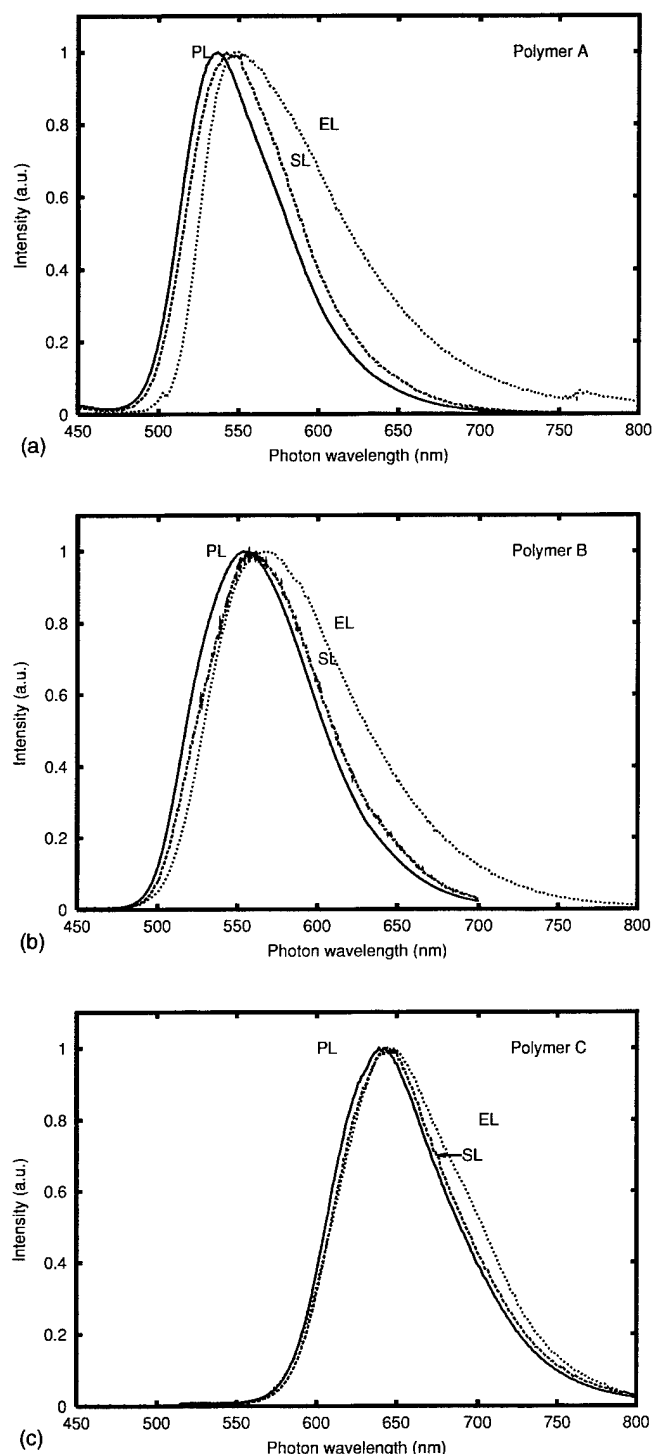 PL
Polymer A
EL
SL
Intensity (a.u.)
1
0.8
0.6
0.4
0.2
0
450 500 550 600 650 700 750 800
(a)
Photon wavelength (nm)
PL
Polymer B
EL
SL
Intensity (a.u.)
1
0.8
0.6
0.4
0.2
0
450 500 550 600 650 700 750 800
(b)
Photon wavelength (nm)
PL
Polymer C
EL
SL
Intensity (a.u.)
1
0.8
0.6
0.4
0.2
0
450 500 550 600 650 700 750 800
(c)
Photon wavelength (nm)